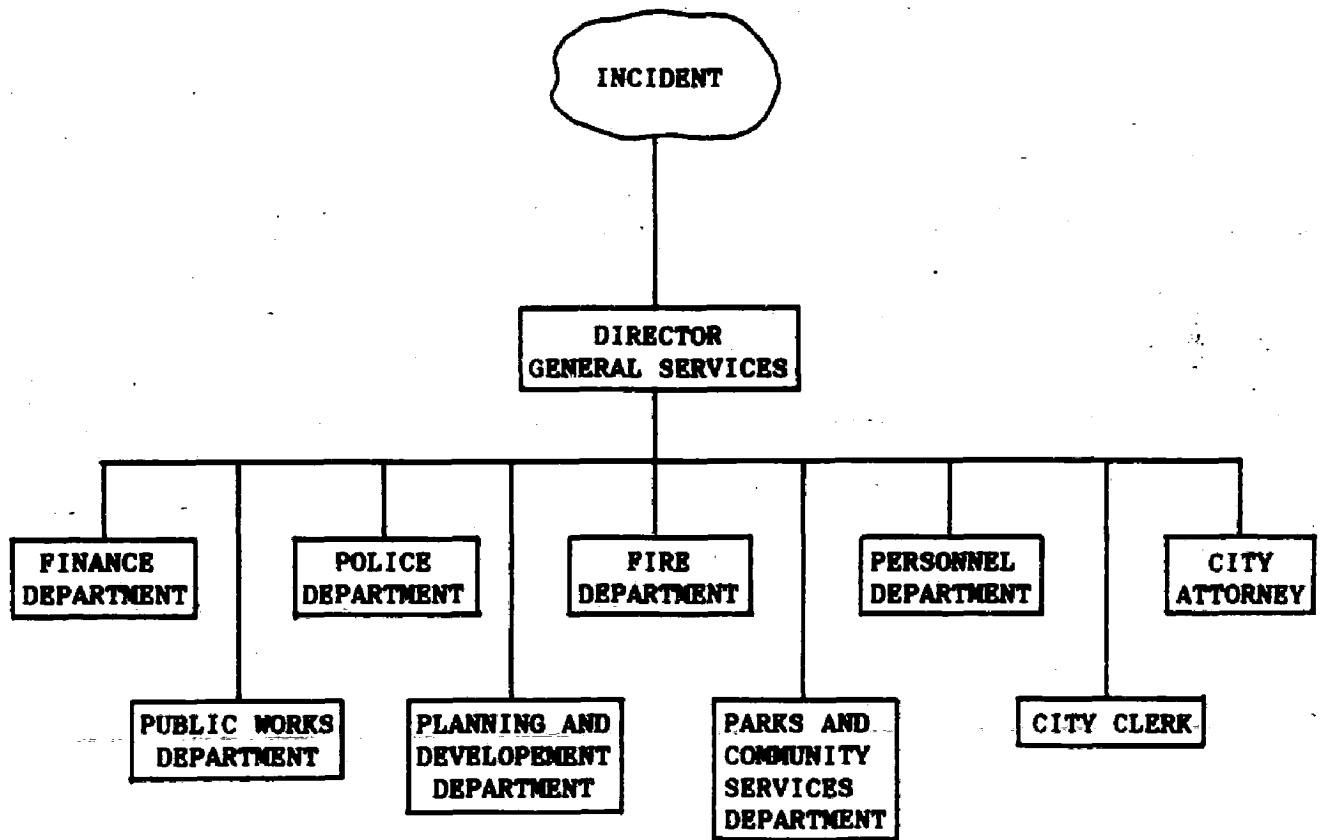 INCIDENT
DIRECTOR
GENERAL SERVICES
FINANCE
DEPARTMENT
POLICE
DEPARTMENT
FIRE
DEPARTMENT
PERSONNEL
DEPARTMENT
CITY
ATTORNEY
PUBLIC WORKS
DEPARTMENT
PLANNING AND
DEVELOPEMENT
DEPARTMENT
PARKS AND
COMMUNITY
SERVICES
DEPARTMENT
CITY CLERK